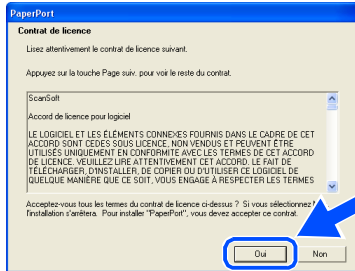 PaperPort
Contrat de licence
Lisez attentivement le contrat de licence suivant.
Appuyez sur la touche Page suiv. pour voir le reste du contrat.
ScanSoft
Accord de licence pour logiciel
LE LOGICIEL ET LES ÉLÉMENTS CONNEXES FOURNIS DANS LE CADRE DE CET
ACCORD SONT CEDES SOUS LICENCE, NON VENDUS ET PEUVENT ÊTRE
UTILISÉS UNIQUEMENT EN CONFORMITE AVEC LES TERMES DE CET ACCORD
DE LICENCE. VEUILLEZ LIRE ATTENTIVEMENT CET ACCORD. LE FAIT DE
TÉLÉCHARGER, D'INSTALLER, DE COPIER OU D'UTILISER CE LOGICIEL DE
QUELQUE MANIÈRE QUE CE SOIT, VOUS ENGAGE À RESPECTER LES TERMES
Acceptez-vous tous les termes du contrat de licence ci-dessus ? Si vous sélectionnez
l'installation s'arrêtera. Pour installer "PaperPort", vous devez accepter ce contrat.
Oui
Non